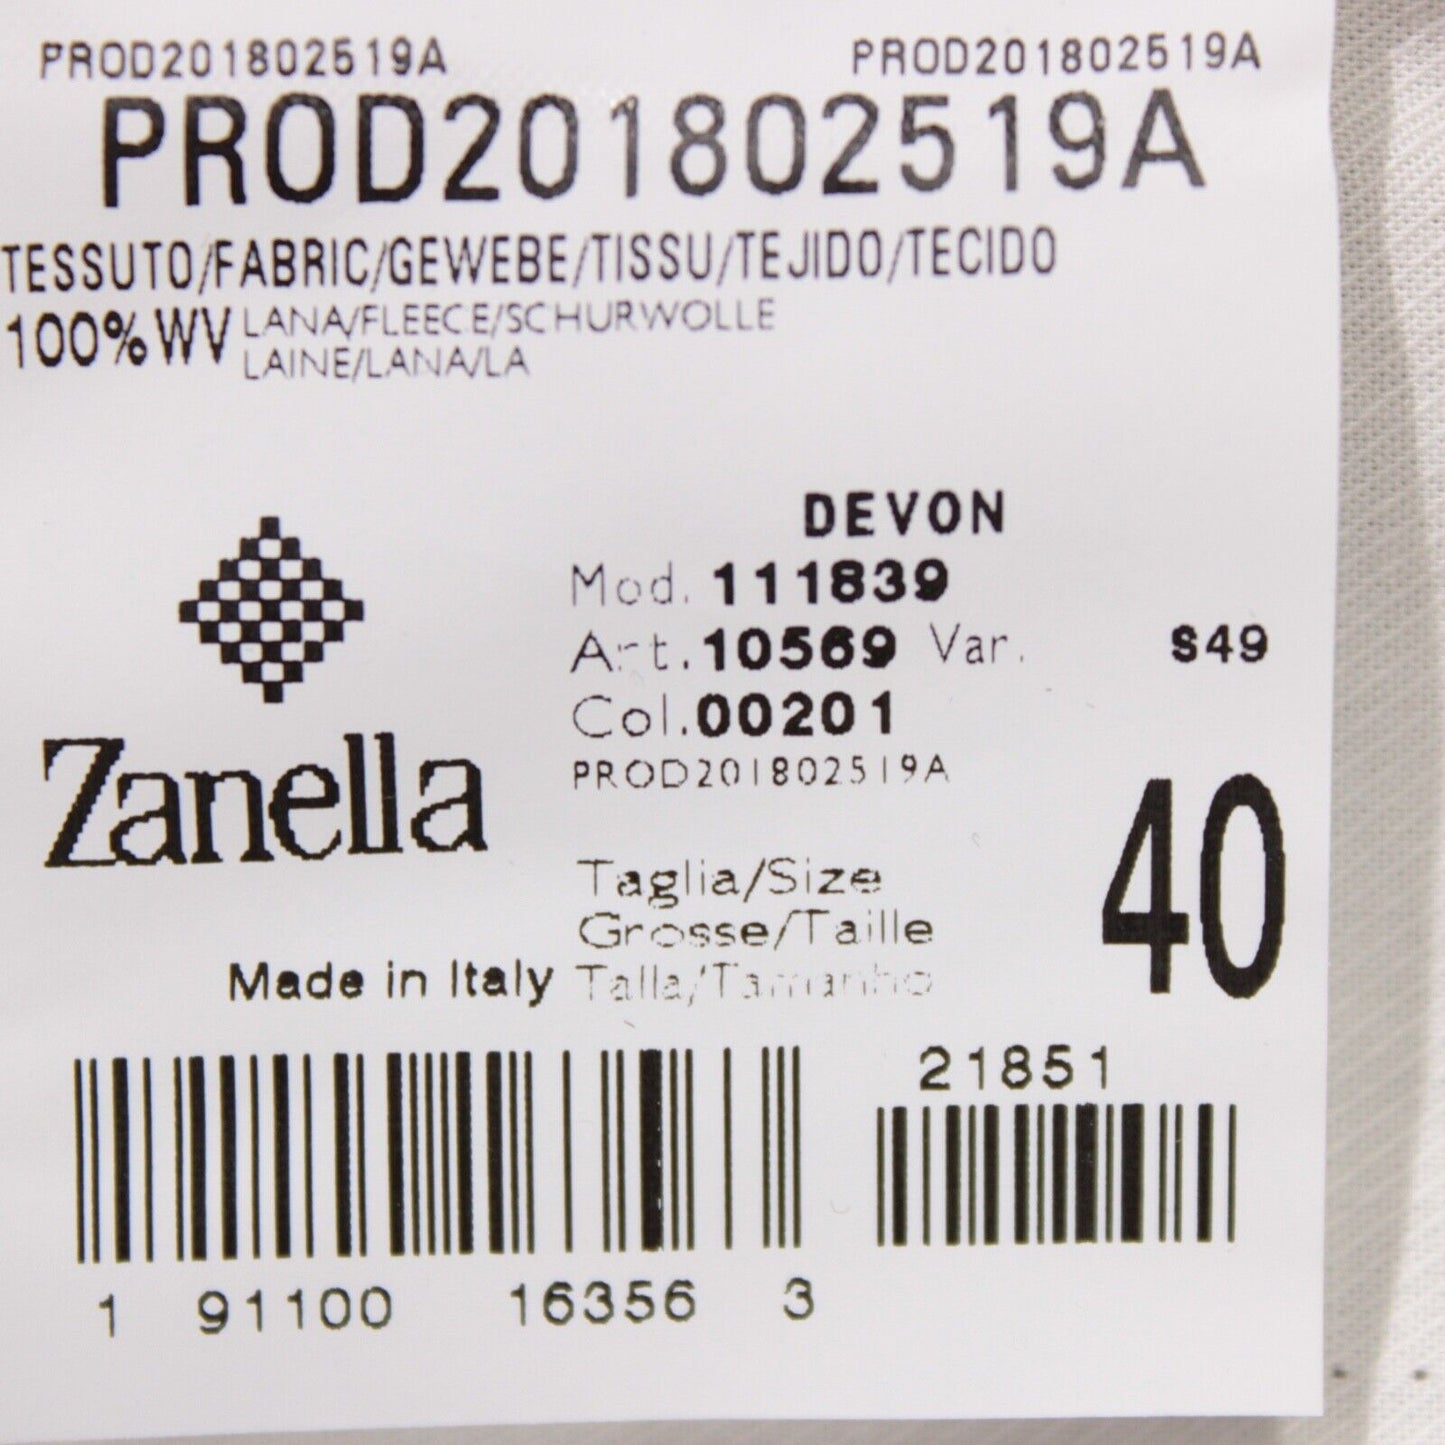 PROD201802519A PROD201802519A
PROD201802519A
TESSUTO/FABRIC/GEWEBE/TISSU/TEJIDO/TECIDO
100% WV LANA/FLEECE/SCHURWOLLE
LAINE/LANA/LA
DEVON
Mod. 111839
Art. 10569 Var. S49
Col. 00201
PROD201802519A
Zanella
40
Taglia/Size
Grosse/Taille
Made in Italy Talla/Tamanho
21851
1 91100 16356 3